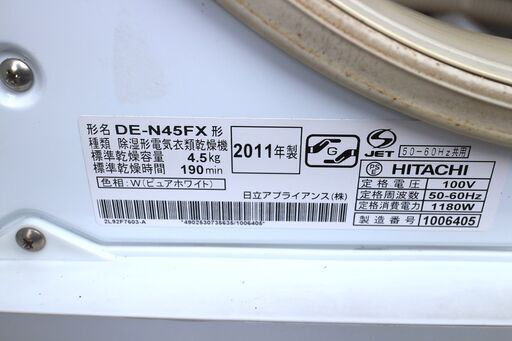 形名 DE-N45FX 形
種類 除湿形電気衣類乾燥機
標準乾燥容量 4.5kg
標準乾燥時間 190min
色相:W(ピュアホワイト)
2011年製
G
S
JET
50-60Hz共用
HITACHI
定格電圧 100V
定格周波数 50-60Hz
定格消費電力 1180W
製造番号 1006405
日立アプライアンス(株)
2L92F7603-A
*4902530735635/1006405*